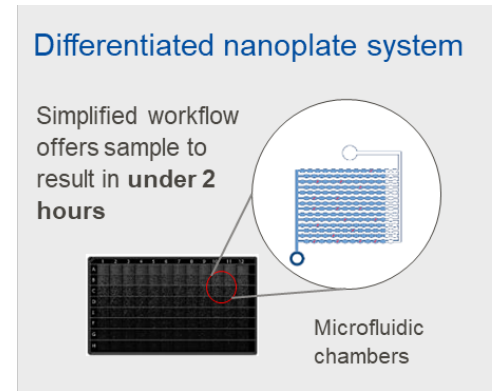 Differentiated nanoplate system
Simplified workflow
offers sample to
result in under 2
hours
A
B
C
D
E
F
G
H
Microfluidic
chambers